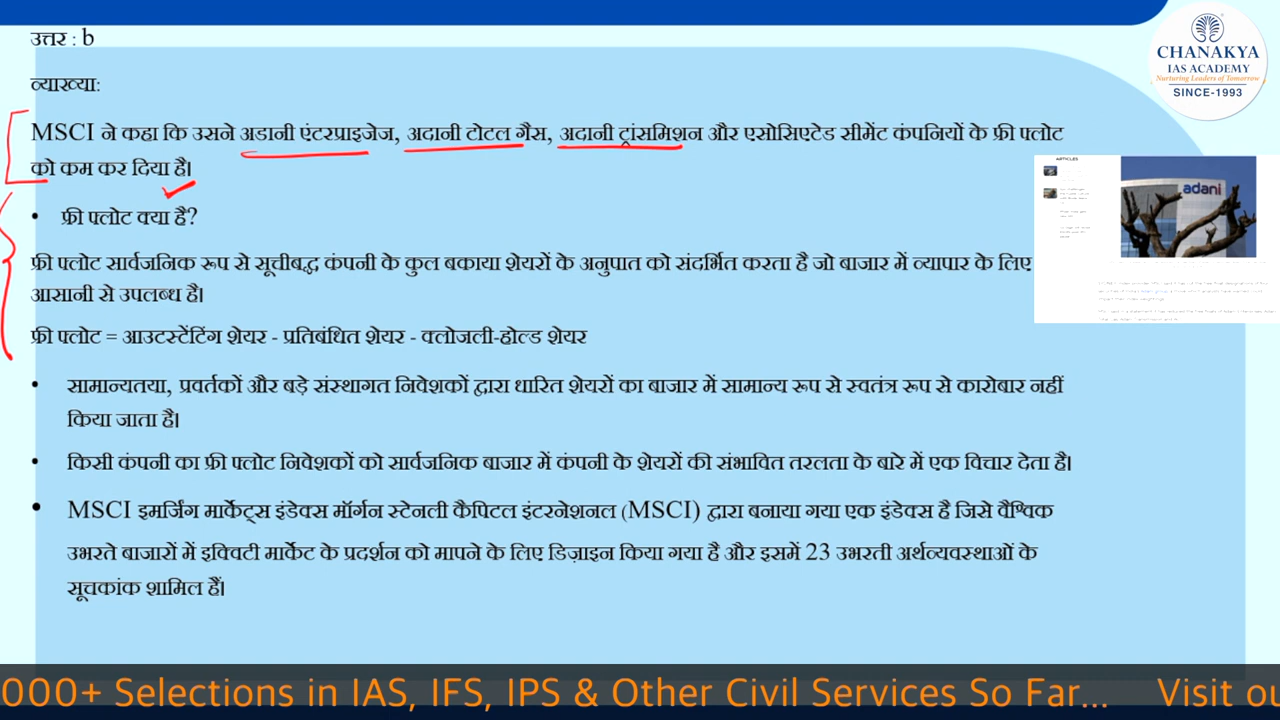 उत्तर : b
CHANAKYA
IAS ACADEMY
Nurturing Leaders of Tomorrow
SINCE-1993
व्याख्या:
MSCI ने कहा कि उसने अडानी एंटरप्राइजेज, अदानी टोटल गैस, अदानी ट्रांसमिशन और एसोसिएटेड सीमेंट कंपनियों के फ्री फ्लोट
को कम कर दिया है।
ARTICLES
adani
• फ्री फ्लोट क्या है?
फ्री फ्लोट सार्वजनिक रूप से सूचीबद्ध कंपनी के कुल बकाया शेयरों के अनुपात को संदर्भित करता है जो बाजार में व्यापार के लिए
आसानी से उपलब्ध है।
फ्री फ्लोट = आउटस्टेंटिंग शेयर - प्रतिबंधित शेयर - क्लोजली-होल्ड शेयर
• सामान्यतया, प्रवर्तकों और बड़े संस्थागत निवेशकों द्वारा धारित शेयरों का बाजार में सामान्य रूप से स्वतंत्र रूप से कारोबार नहीं
किया जाता है।
• किसी कंपनी का फ्री फ्लोट निवेशकों को सार्वजनिक बाजार में कंपनी के शेयरों की संभावित तरलता के बारे में एक विचार देता है।
• MSCI इमर्जिंग मार्केट्स इंडेक्स मॉर्गन स्टेनली कैपिटल इंटरनेशनल (MSCI) द्वारा बनाया गया एक इंडेक्स है जिसे वैश्विक
उभरते बाजारों में इक्विटी मार्केट के प्रदर्शन को मापने के लिए डिज़ाइन किया गया है और इसमें 23 उभरती अर्थव्यवस्थाओं के
सूचकांक शामिल हैं।
000+ Selections in IAS, IFS, IPS & Other Civil Services So Far... Visit ou